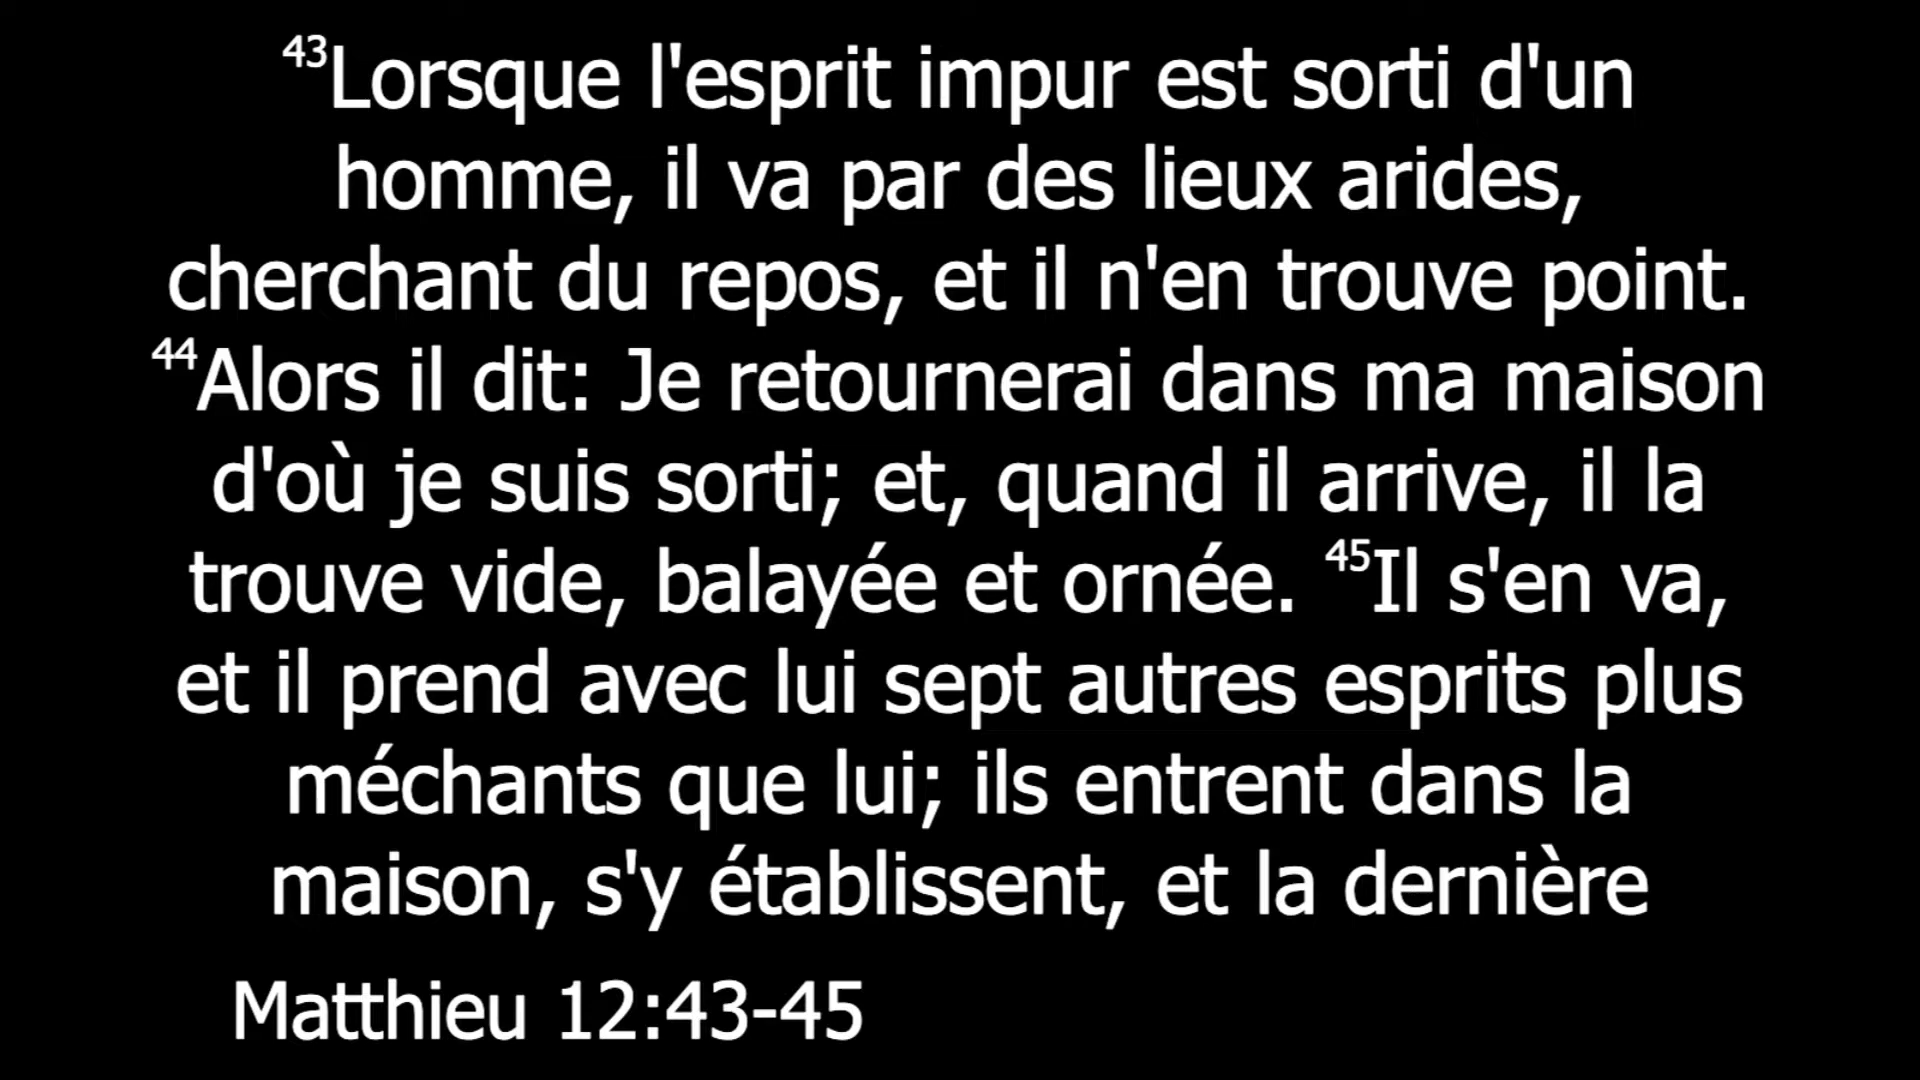 43Lorsque l'esprit impur est sorti d'un
homme, il va par des lieux arides,
cherchant du repos, et il n'en trouve point.
44Alors il dit: Je retournerai dans ma maison
d'où je suis sorti; et, quand il arrive, il la
trouve vide, balayée et ornée. 45Il s'en va,
et il prend avec lui sept autres esprits plus
méchants que lui; ils entrent dans la
maison, s'y établissent, et la dernière
Matthieu 12:43-45